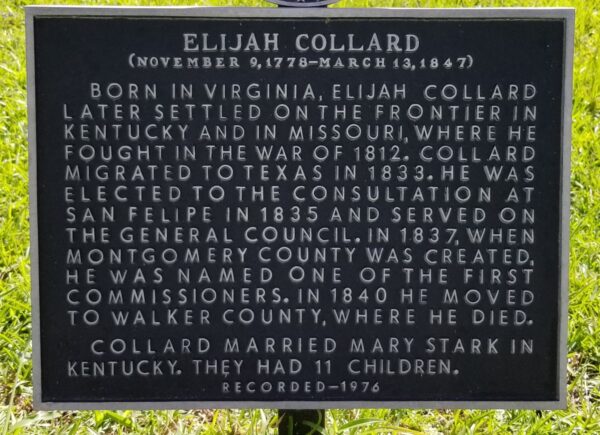 ELIJAH COLLARD
(NOVEMBER 9, 1778–MARCH 13, 1847)
BORN IN VIRGINIA, ELIJAH COLLARD
LATER SETTLED ON THE FRONTIER IN
KENTUCKY AND IN MISSOURI, WHERE HE
FOUGHT IN THE WAR OF 1812. COLLARD
MIGRATED TO TEXAS IN 1833. HE WAS
ELECTED TO THE CONSULTATION AT
SAN FELIPE IN 1835 AND SERVED ON
THE GENERAL COUNCIL. IN 1837, WHEN
MONTGOMERY COUNTY WAS CREATED,
HE WAS NAMED ONE OF THE FIRST
COMMISSIONERS. IN 1840 HE MOVED
TO WALKER COUNTY, WHERE HE DIED.
COLLARD MARRIED MARY STARK IN
KENTUCKY. THEY HAD 11 CHILDREN.
RECORDED–1976